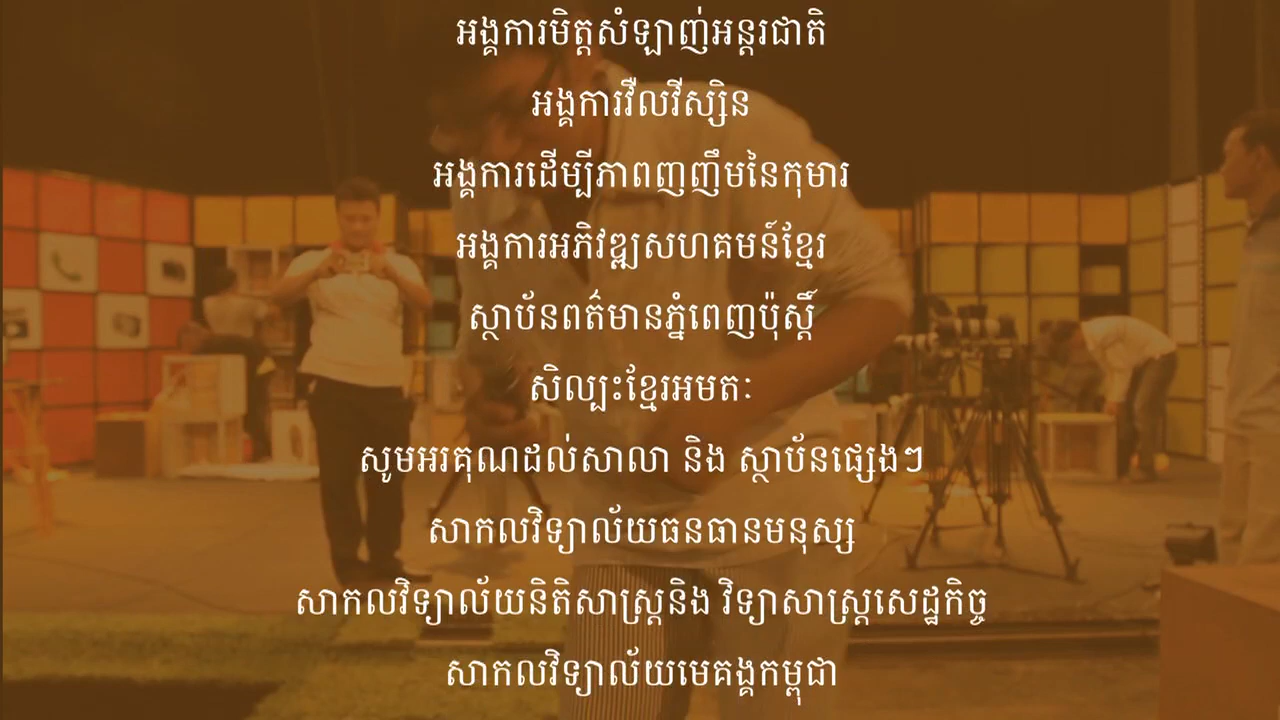 អង្គការមិត្តសំឡាញ់អន្តរជាតិ
អង្គការវឺលវីស្សិន
អង្គការដើម្បីភាពញញឹមនៃកុមារ
អង្គការអភិវឌ្ឍសហគមន៍ខ្មែរ
ស្ថាប័នពត៌មានភ្នំពេញប៉ុស្តិ៍
សិល្បះខ្មែរអមតៈ
សូមអរគុណដល់សាលា និង ស្ថាប័នផ្សេងៗ
សាកលវិទ្យាល័យធនធានមនុស្ស
សាកលវិទ្យាល័យនិតិសាស្ត្រនិង វិទ្យាសាស្ត្រសេដ្ឋកិច្ច
សាកលវិទ្យាល័យមេគង្គកម្ពុជា